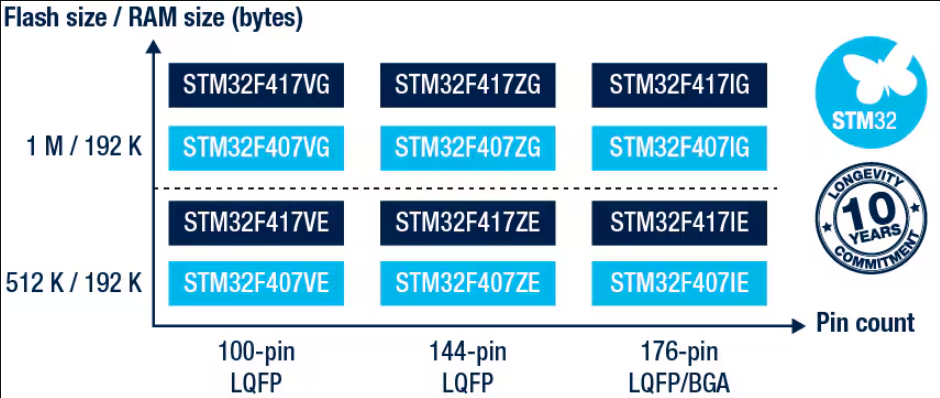 Flash size / RAM size (bytes)
STM32F417VG STM32F417ZG STM32F417IG
1 M / 192 K STM32F407VG STM32F407ZG STM32F407IG
STM32F417VE STM32F417ZE STM32F417IE
512 K / 192 K STM32F407VE STM32F407ZE STM32F407IE
Pin count
100-pin 144-pin 176-pin
LQFP LQFP LQFP/BGA
STM32
LONGEVITY
10
YEARS
COMMITMENT